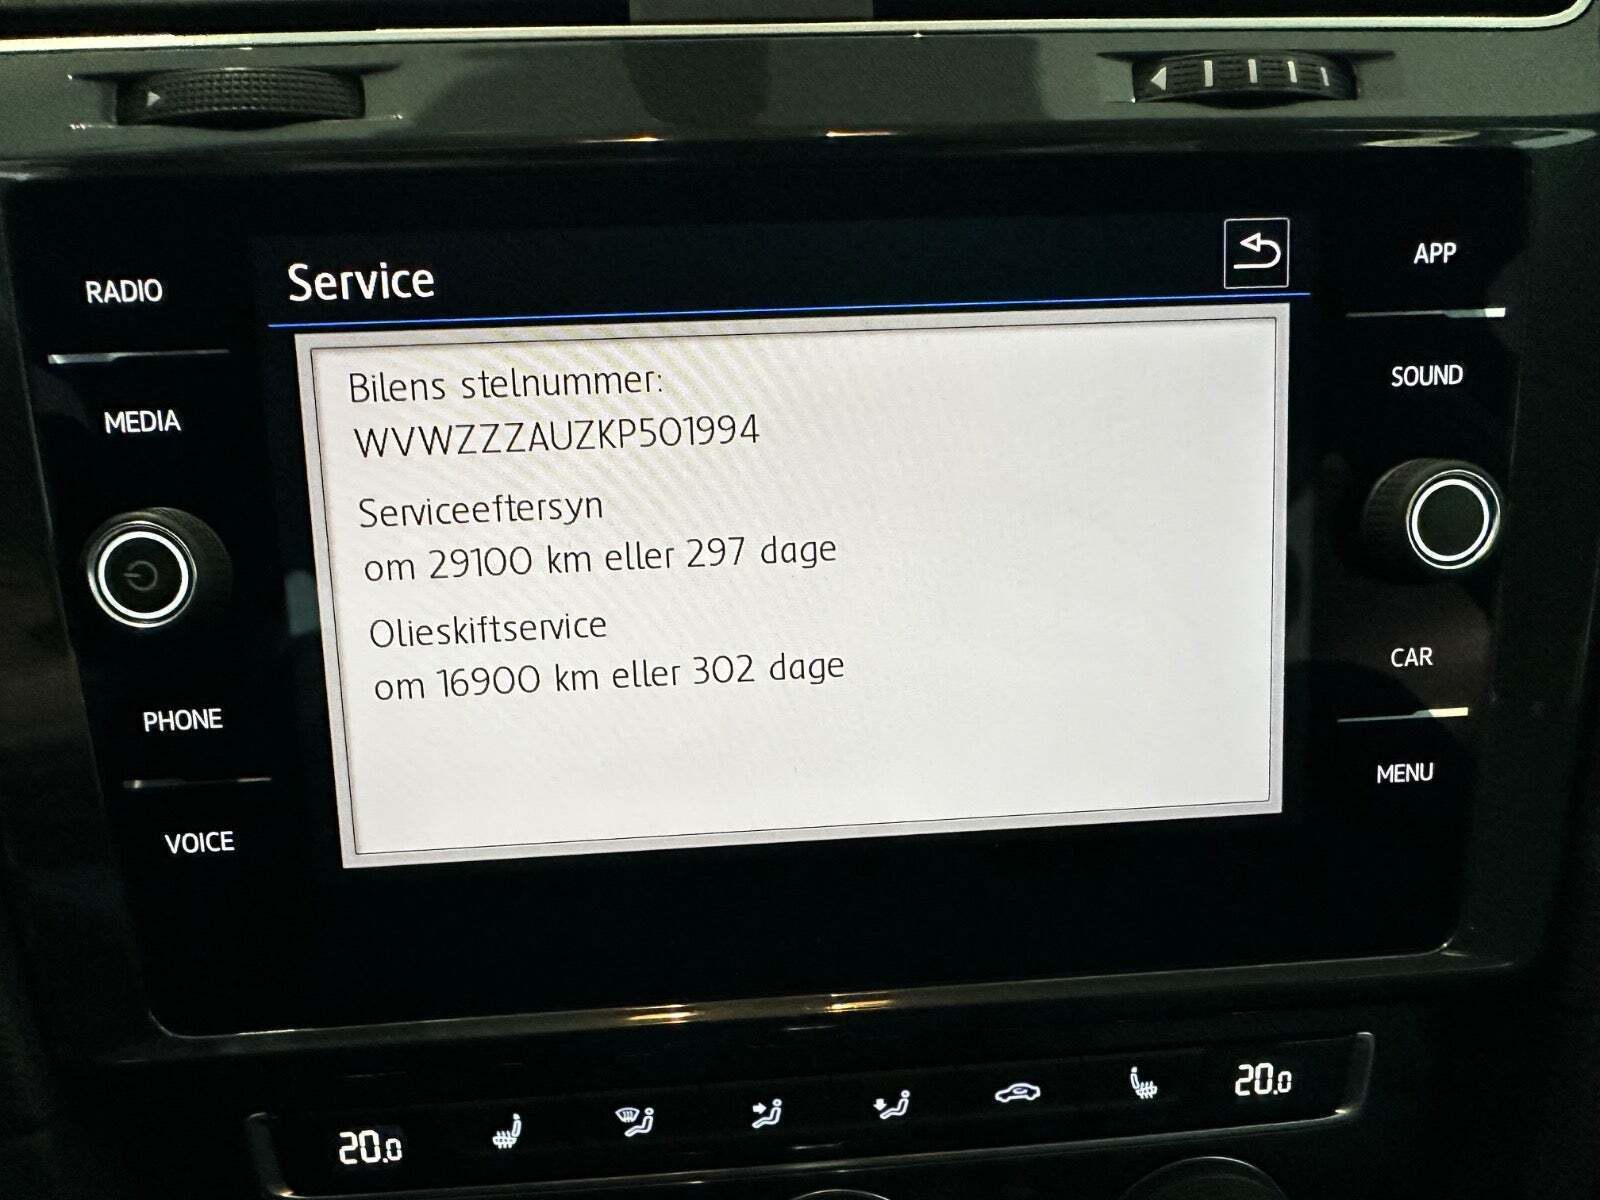 RADIO
MEDIA
PHONE
VOICE
Service
Bilens stelnummer:
WVWZZZAUZKP501994
Serviceeftersyn
om 29100 km eller 297 dage
Olieskiftservice
om 16900 km eller 302 dage
APP
SOUND
CAR
MENU
20.0
20.0